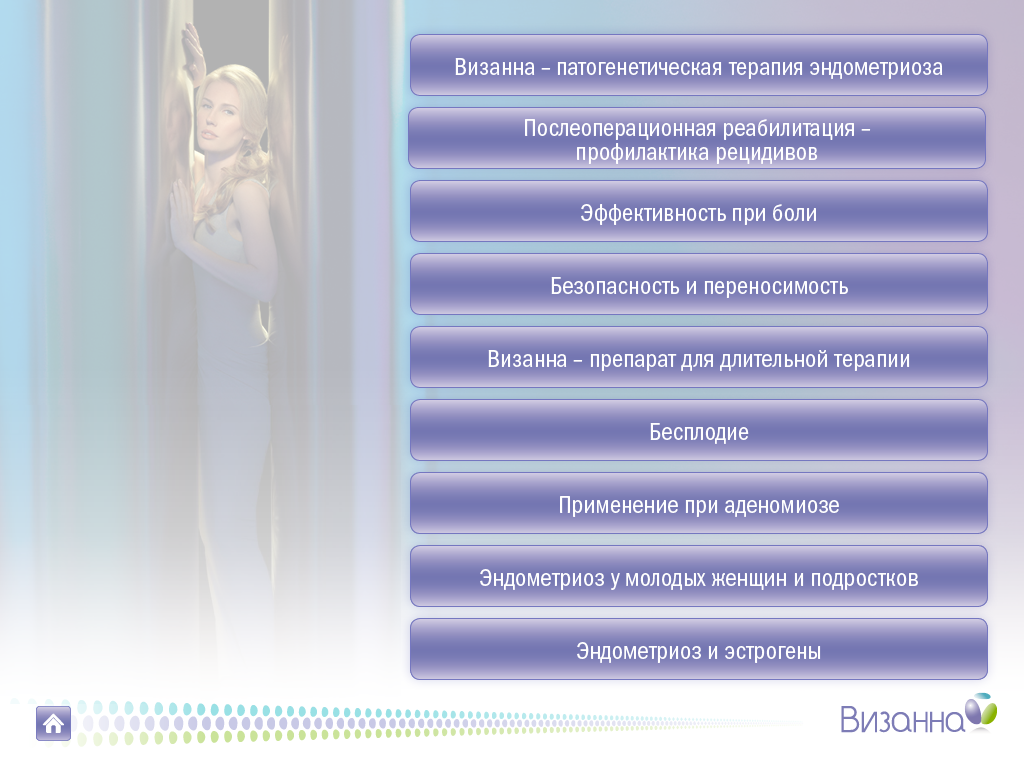 Визанна – патогенетическая терапия эндометриоза
Послеоперационная реабилитация –
профилактика рецидивов
Эффективность при боли
Безопасность и переносимость
Визанна – препарат для длительной терапии
Бесплодие
Применение при аденомиозе
Эндометриоз у молодых женщин и подростков
Эндометриоз и эстрогены
Визанна